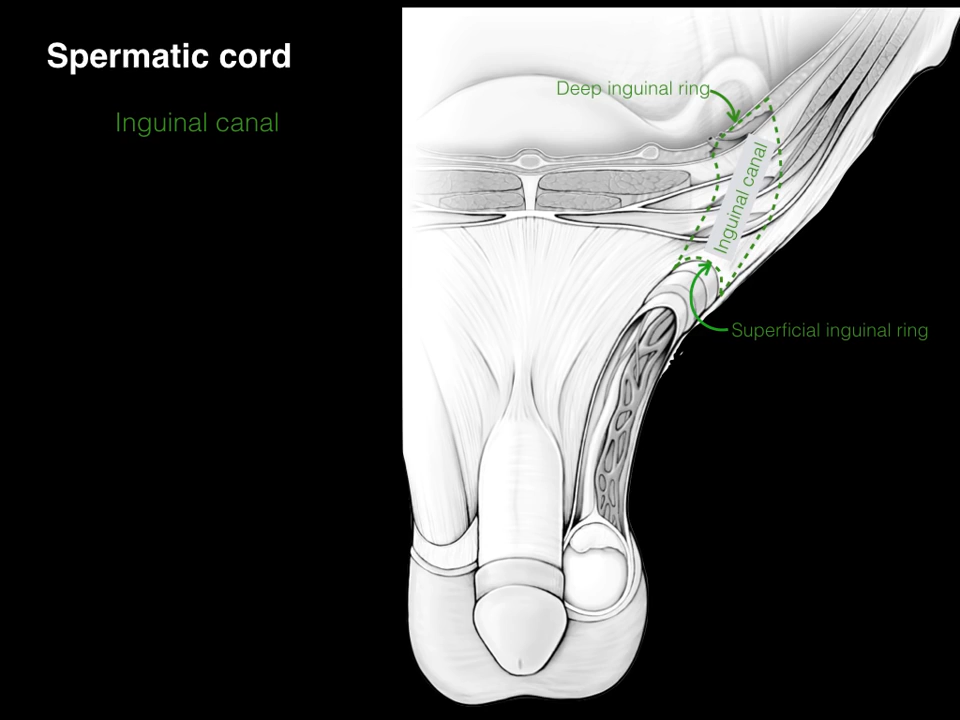 Spermatic cord
Inguinal canal
Deep inguinal ring
Inguinal canal
Superficial inguinal ring